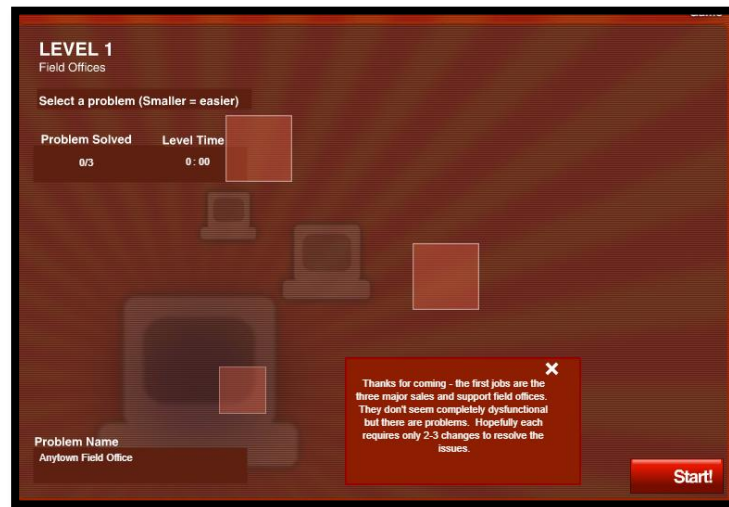 LEVEL 1
Field Offices
Select a problem (Smaller = easier)
Problem Solved
Level Time
0/3
0:00
Thanks for coming - the first jobs are the
three major sales and support field offices.
They don't seem completely dysfunctional
but there are problems. Hopefully each
requires only 2-3 changes to resolve the
issues.
Problem Name
Anytown Field Office
Start!